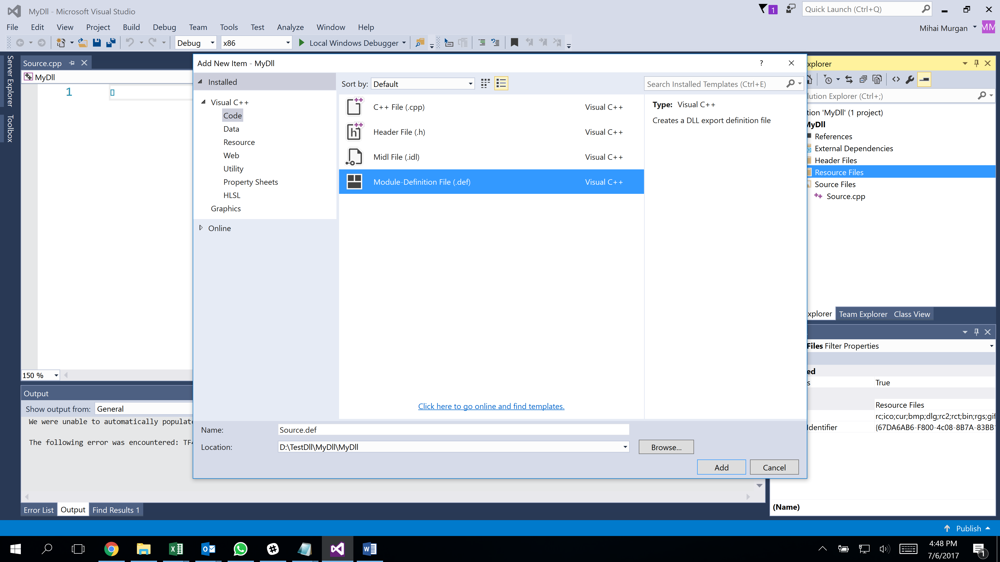 MyDll - Microsoft Visual Studio
1
Quick Launch (Ctrl+Q)
File Edit View Project Build Debug Team Tools Test Analyze Window Help
Mihai Murgan
MM
Debug x86 Local Windows Debugger
Server Explorer
Toolbox
Source.cpp
MyDll
1
150 %
Add New Item - MyDll
?
Installed
Visual C++
Code
Data
Resource
Web
Utility
Property Sheets
HLSL
Graphics
Online
Sort by: Default
Search Installed Templates (Ctrl+E)
C++ File (.cpp) Visual C++
Header File (.h) Visual C++
Midl File (.idl) Visual C++
Module-Definition File (.def) Visual C++
Type: Visual C++
Creates a DLL export definition file
Click here to go online and find templates.
Name: Source.def
Location: D:\TestDll\MyDll\MyDll
Browse...
Add Cancel
xplorer
lution Explorer (Ctrl+;)
tion 'MyDll' (1 project)
MyDll
References
External Dependencies
Header Files
Resource Files
Source Files
Source.cpp
xplorer Team Explorer Class View
Files Filter Properties
ed
s True
Resource Files
rc;ico;cur;bmp;dlg;rc2;rct;bin;rgs;gif
Identifier {67DA6AB6-F800-4c08-8B7A-83BB
(Name)
Output
Show output from: General
We were unable to automatically populate
The following error was encountered: TF4
Error List Output Find Results 1
Publish
4:48 PM
7/6/2017
1